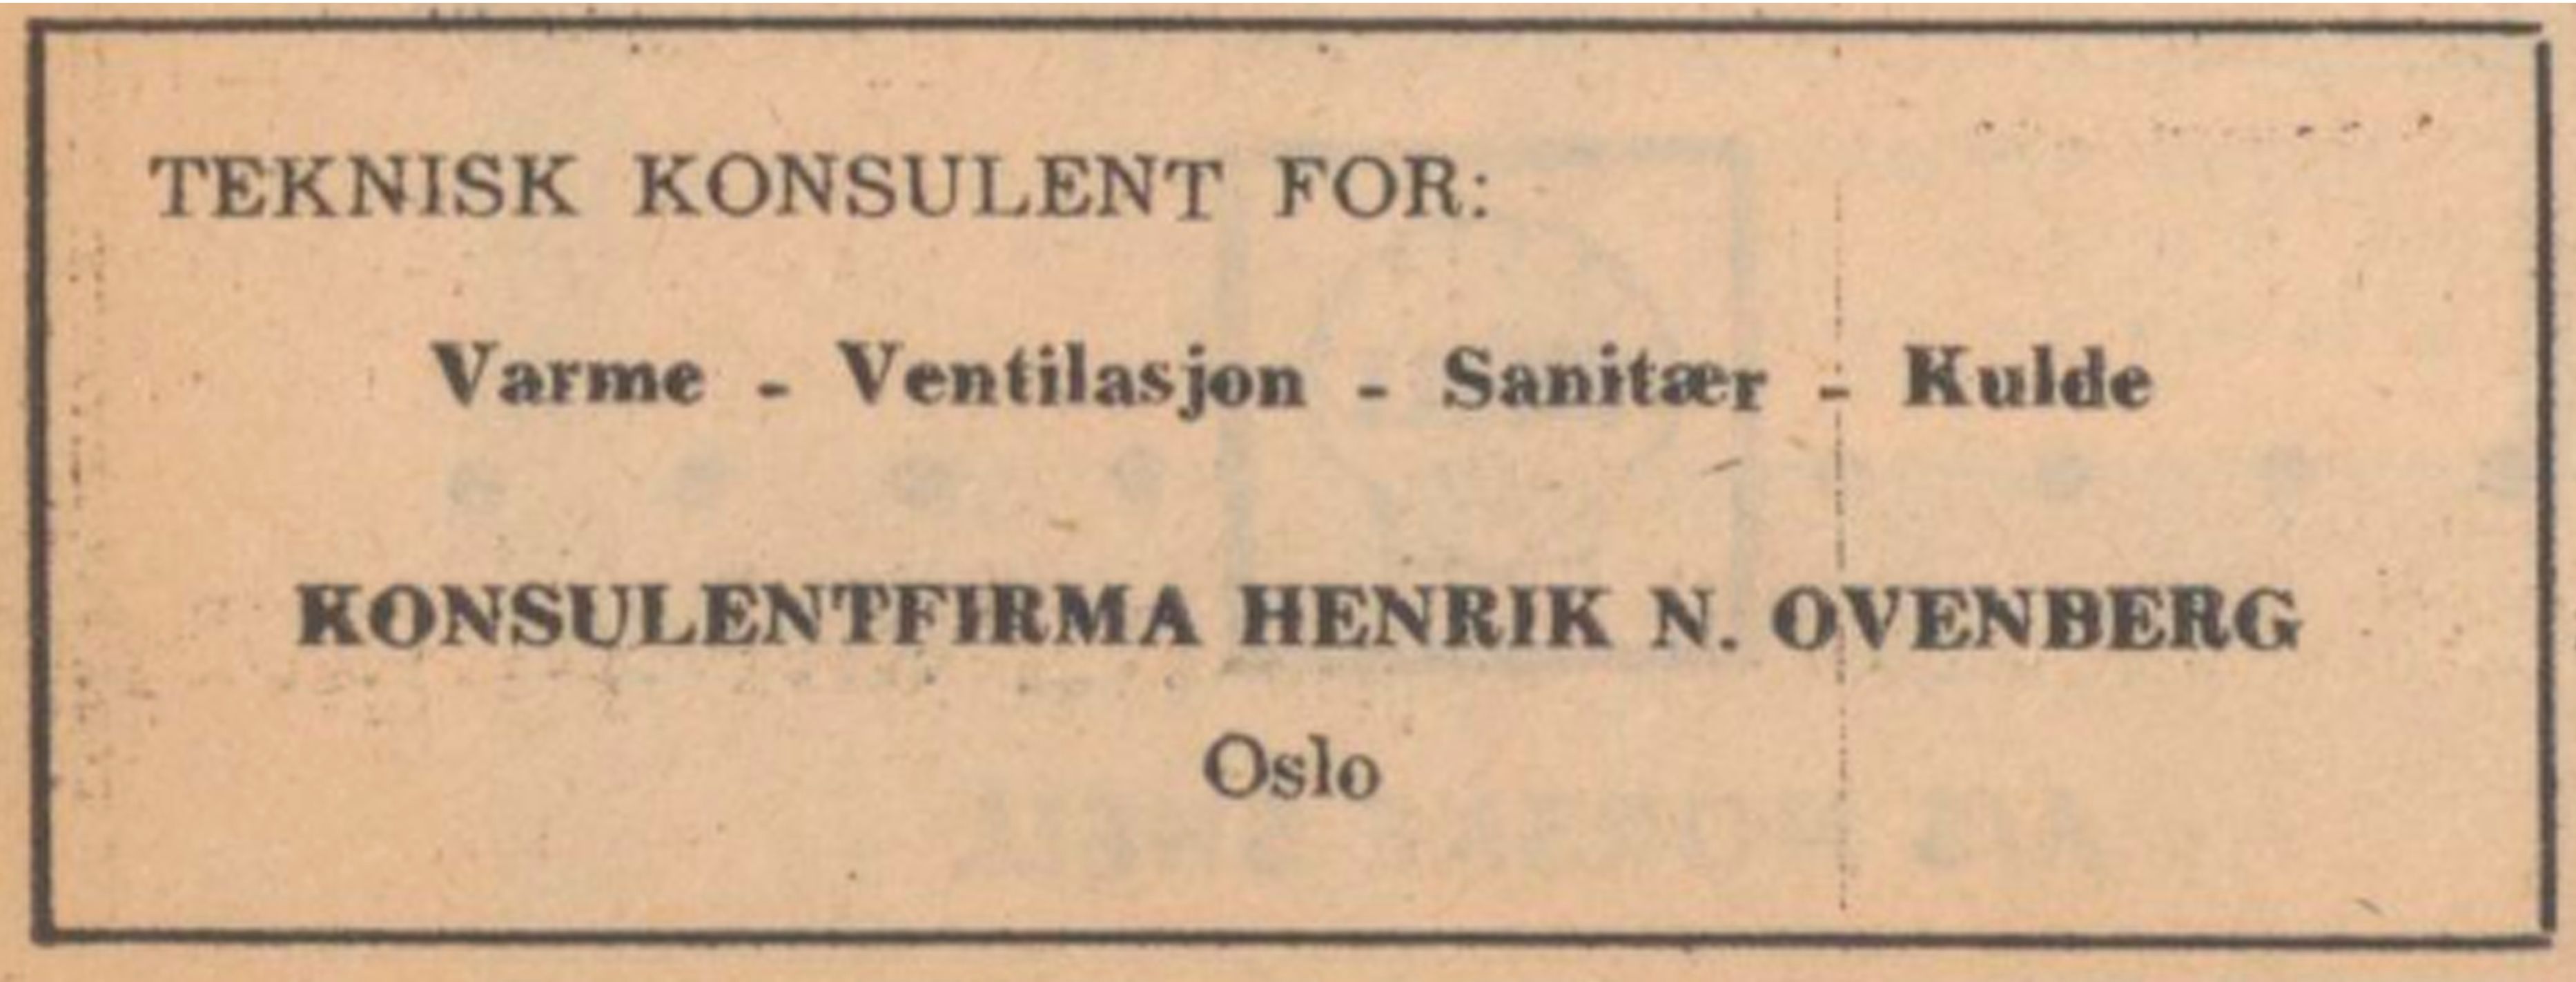 TEKNISK KONSULENT FOR:
Varme - Ventilasjon - Sanitær - Kulde
KONSULENTFIRMA HENRIK N. OVENBERG
Oslo